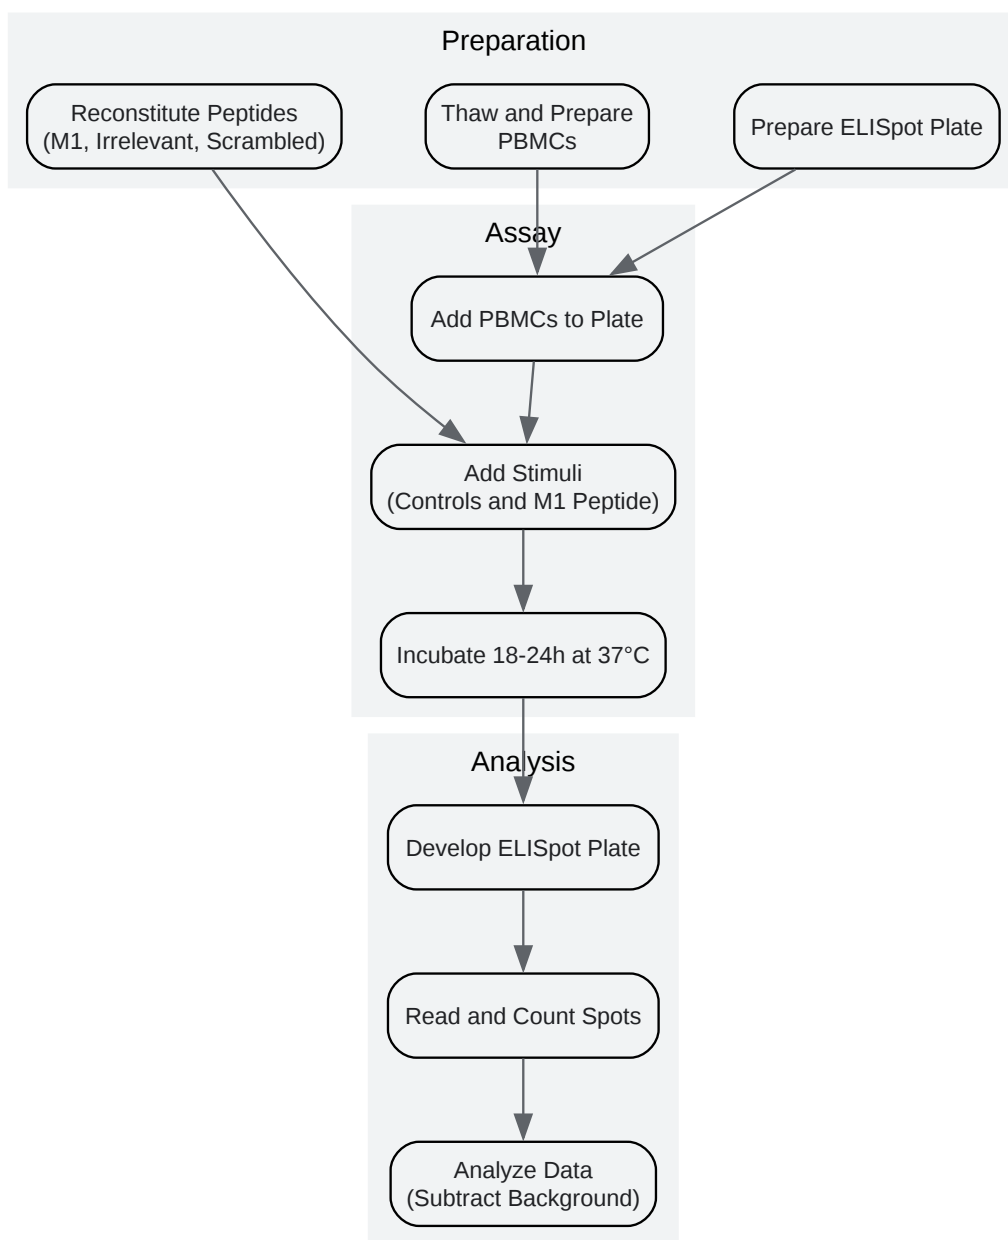 Preparation
Reconstitute Peptides
(M1, Irrelevant, Scrambled)
Thaw and Prepare
PBMCs
Prepare ELISpot Plate
Assay
Add PBMCs to Plate
Add Stimuli
(Controls and M1 Peptide)
Incubate 18-24h at 37°C
Analysis
Develop ELISpot Plate
Read and Count Spots
Analyze Data
(Subtract Background)